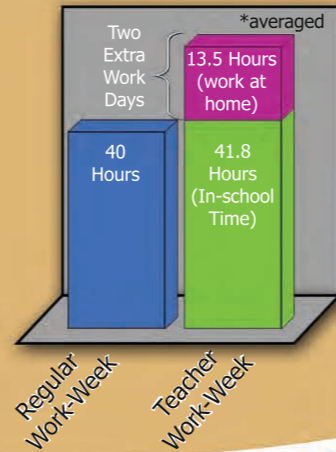 *averaged
Two
Extra
Work
Days
13.5 Hours
(work at
home)
40
Hours
41.8
Hours
(In-school
Time)
Regular
Work-Week
Teacher
Work-Week